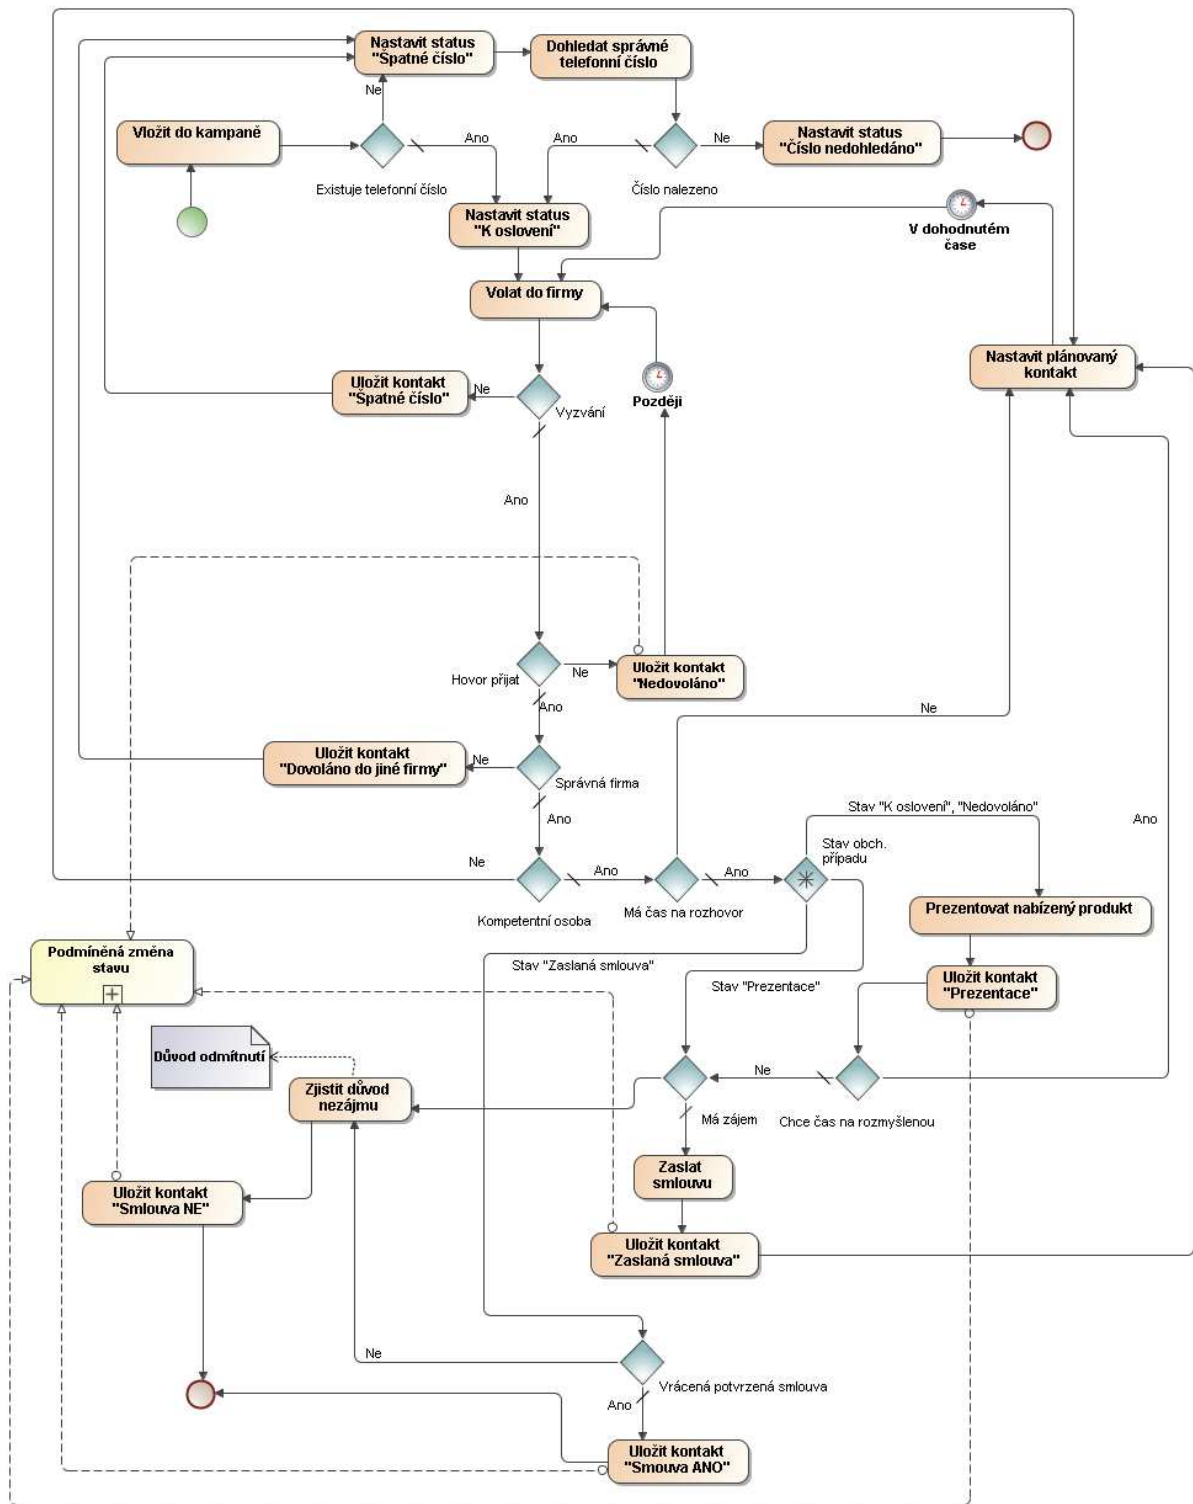 Nastavit status
"Špatné číslo"
Dohledat správné
telefonní číslo
Ne
Vložit do kampaně
Ano
Ano
Ne
Nastavit status
"Číslo nedohledáno"
Existuje telefonní číslo
Číslo nalezeno
Nastavit status
"K oslovení"
V dohodnutém
čase
Volat do firmy
Nastavit plánovaný
kontakt
Uložit kontakt
"Špatné číslo"
Ne
Vyzvání
Později
Ano
Hovor přijat
Ne
Uložit kontakt
"Nedovoláno"
Ano
Ne
Uložit kontakt
"Dovoláno do jiné firmy"
Ne
Správná firma
Stav "K oslovení", "Nedovoláno"
Ano
Ano
Stav obch.
případu
Ne
Ano
Ano
Kompetentní osoba
Má čas na rozhovor
Prezentovat nabízený produkt
Podmíněná změna
stavu
Stav "Zaslaná smlouva"
Stav "Prezentace"
Uložit kontakt
"Prezentace"
Důvod odmítnutí
Zjistit důvod
nezájmu
Ne
Má zájem
Chce čas na rozmyšlenou
Zaslat
smlouvu
Uložit kontakt
"Smlouva NE"
Uložit kontakt
"Zaslaná smlouva"
Ne
Vrácená potvrzená smlouva
Ano
Uložit kontakt
"Smouva ANO"